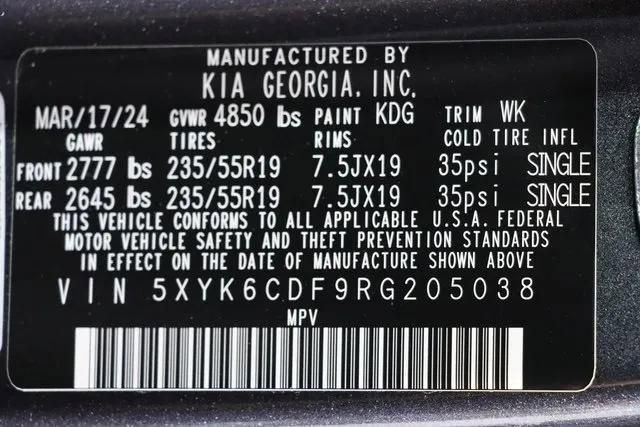 MANUFACTURED BY
KIA GEORGIA, INC.
MAR/17/24 GVWR 4850 lbs PAINT KDG TRIM WK
GAWR TIRES RIMS COLD TIRE INFL
FRONT 2777 lbs 235/55R19 7.5JX19 35psi SINGLE
REAR 2645 lbs 235/55R19 7.5JX19 35psi SINGLE
THIS VEHICLE CONFORMS TO ALL APPLICABLE U.S.A. FEDERAL
MOTOR VEHICLE SAFETY AND THEFT PREVENTION STANDARDS
IN EFFECT ON THE DATE OF MANUFACTURE SHOWN ABOVE
VIN 5XYK6CDF9RG205038
MPV